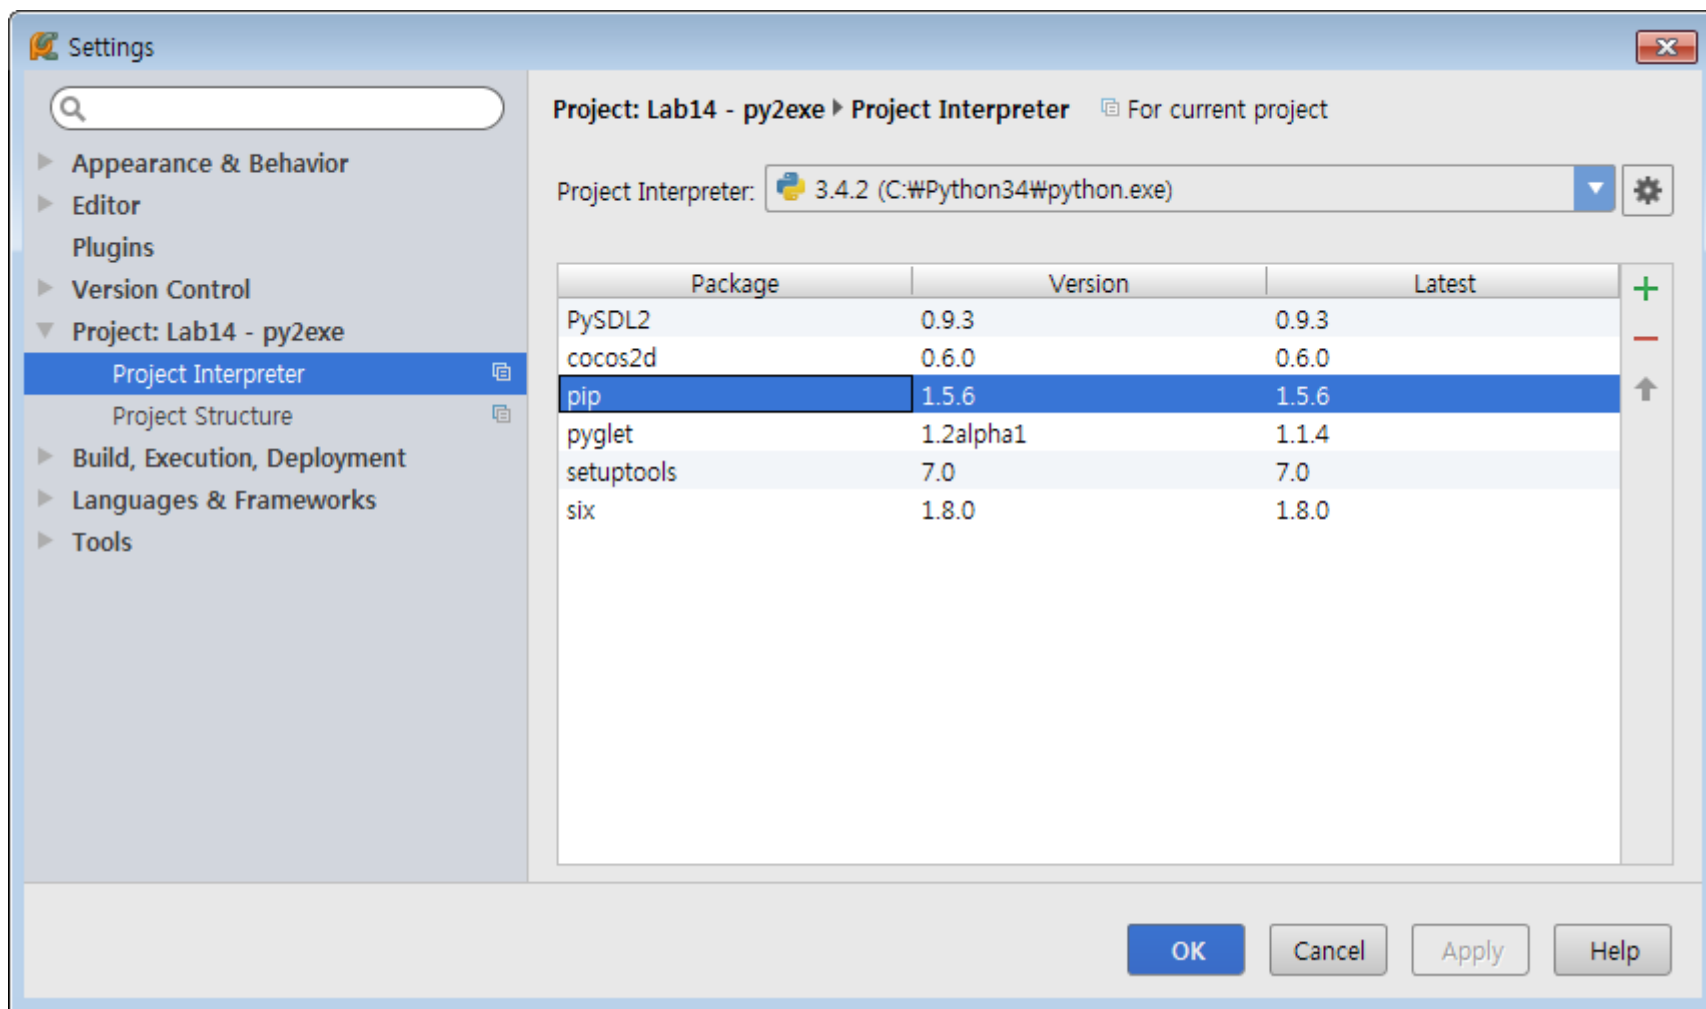 Settings
Appearance & Behavior
Editor
Plugins
Version Control
Project: Lab14 - py2exe
Project Interpreter
Project Structure
Build, Execution, Deployment
Languages & Frameworks
Tools
Project: Lab14 - py2exe Project Interpreter For current project
Project Interpreter: 3.4.2 (C:₩Python34₩python.exe)
Package Version Latest
PySDL2 0.9.3 0.9.3
cocos2d 0.6.0 0.6.0
pip 1.5.6 1.5.6
pyglet 1.2alpha1 1.1.4
setuptools 7.0 7.0
six 1.8.0 1.8.0
OK Cancel Apply Help